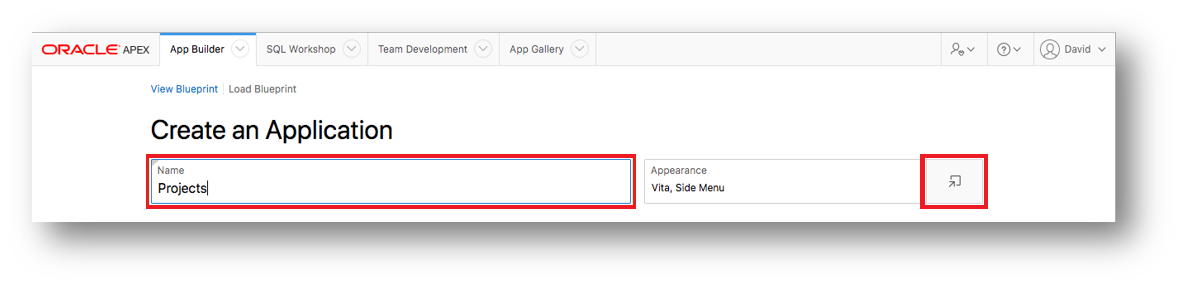 ORACLE APEX App Builder SQL Workshop Team Development App Gallery David
View Blueprint Load Blueprint
Create an Application
Name Appearance
Projects Vita, Side Menu